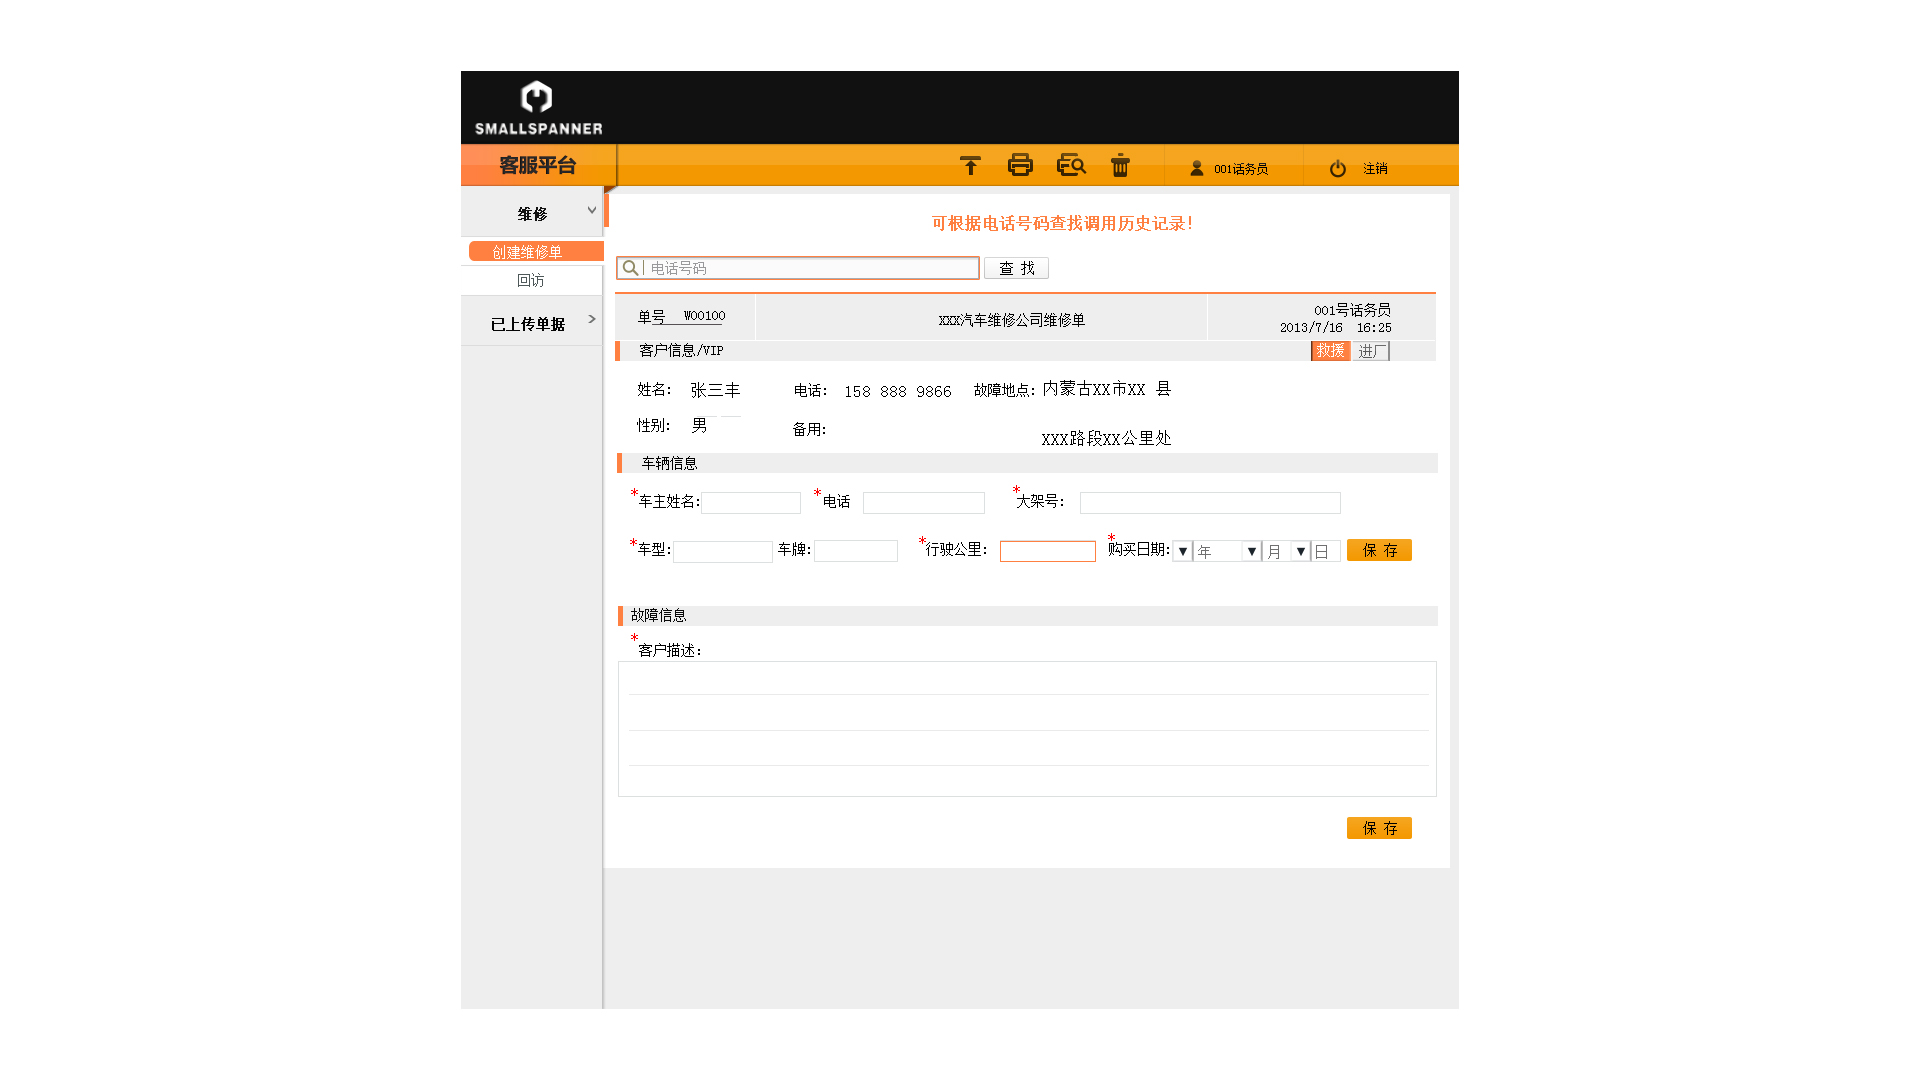 SMALLSPANNER
客服平台
001话务员
注销
维修
创建维修单
回访
已上传单据
可根据电话号码查找调用历史记录!
电话号码
查 找
单号 W00100
XXX汽车维修公司维修单
001号话务员
2013/7/16 16:25
客户信息/VIP
救援
进厂
姓名: 张三丰 电话: 158 888 9866 故障地点: 内蒙古XX市XX 县
性别: 男 备用:
XXX路段XX公里处
车辆信息
*车主姓名: *电话 *大架号:
*车型: 车牌: *行驶公里: *购买日期: ▼ 年 ▼ 月 ▼ 日 保 存
故障信息
*客户描述:
保 存